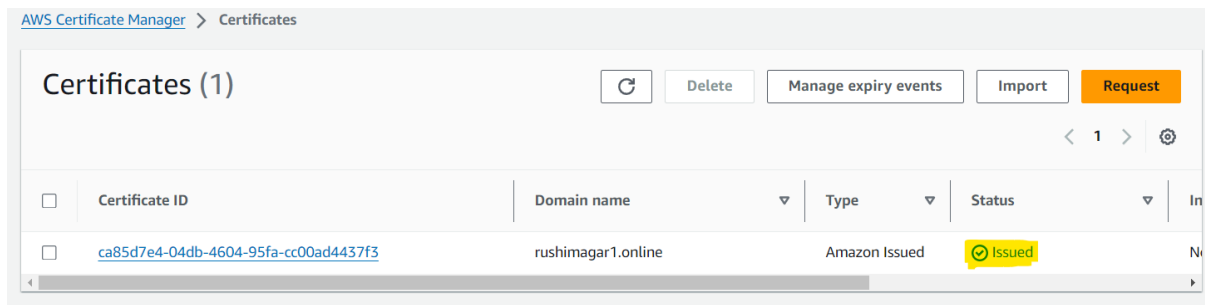 AWS Certificate Manager > Certificates
Certificates (1)
Delete Manage expiry events Import Request
< 1 >
Certificate ID Domain name Type Status In
ca85d7e4-04db-4604-95fa-cc00ad4437f3 rushimagar1.online Amazon Issued Issued